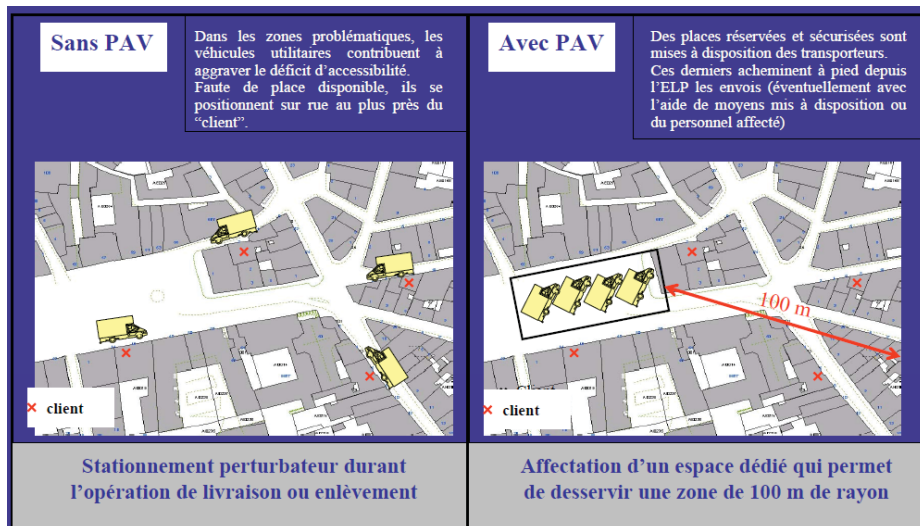 Sans PAV
Dans les zones problématiques, les
véhicules utilitaires contribuent à
aggraver le déficit d’accessibilité.
Faute de place disponible, ils se
positionnent sur rue au plus près du
“client”.
client
Stationnement perturbateur durant
l’opération de livraison ou enlèvement
Avec PAV
Des places réservées et sécurisées sont
mises à disposition des transporteurs.
Ces derniers acheminent à pied depuis
l’ELP les envois (éventuellement avec
l’aide de moyens mis à disposition ou
du personnel affecté)
100 m
client
Affectation d’un espace dédié qui permet
de desservir une zone de 100 m de rayon